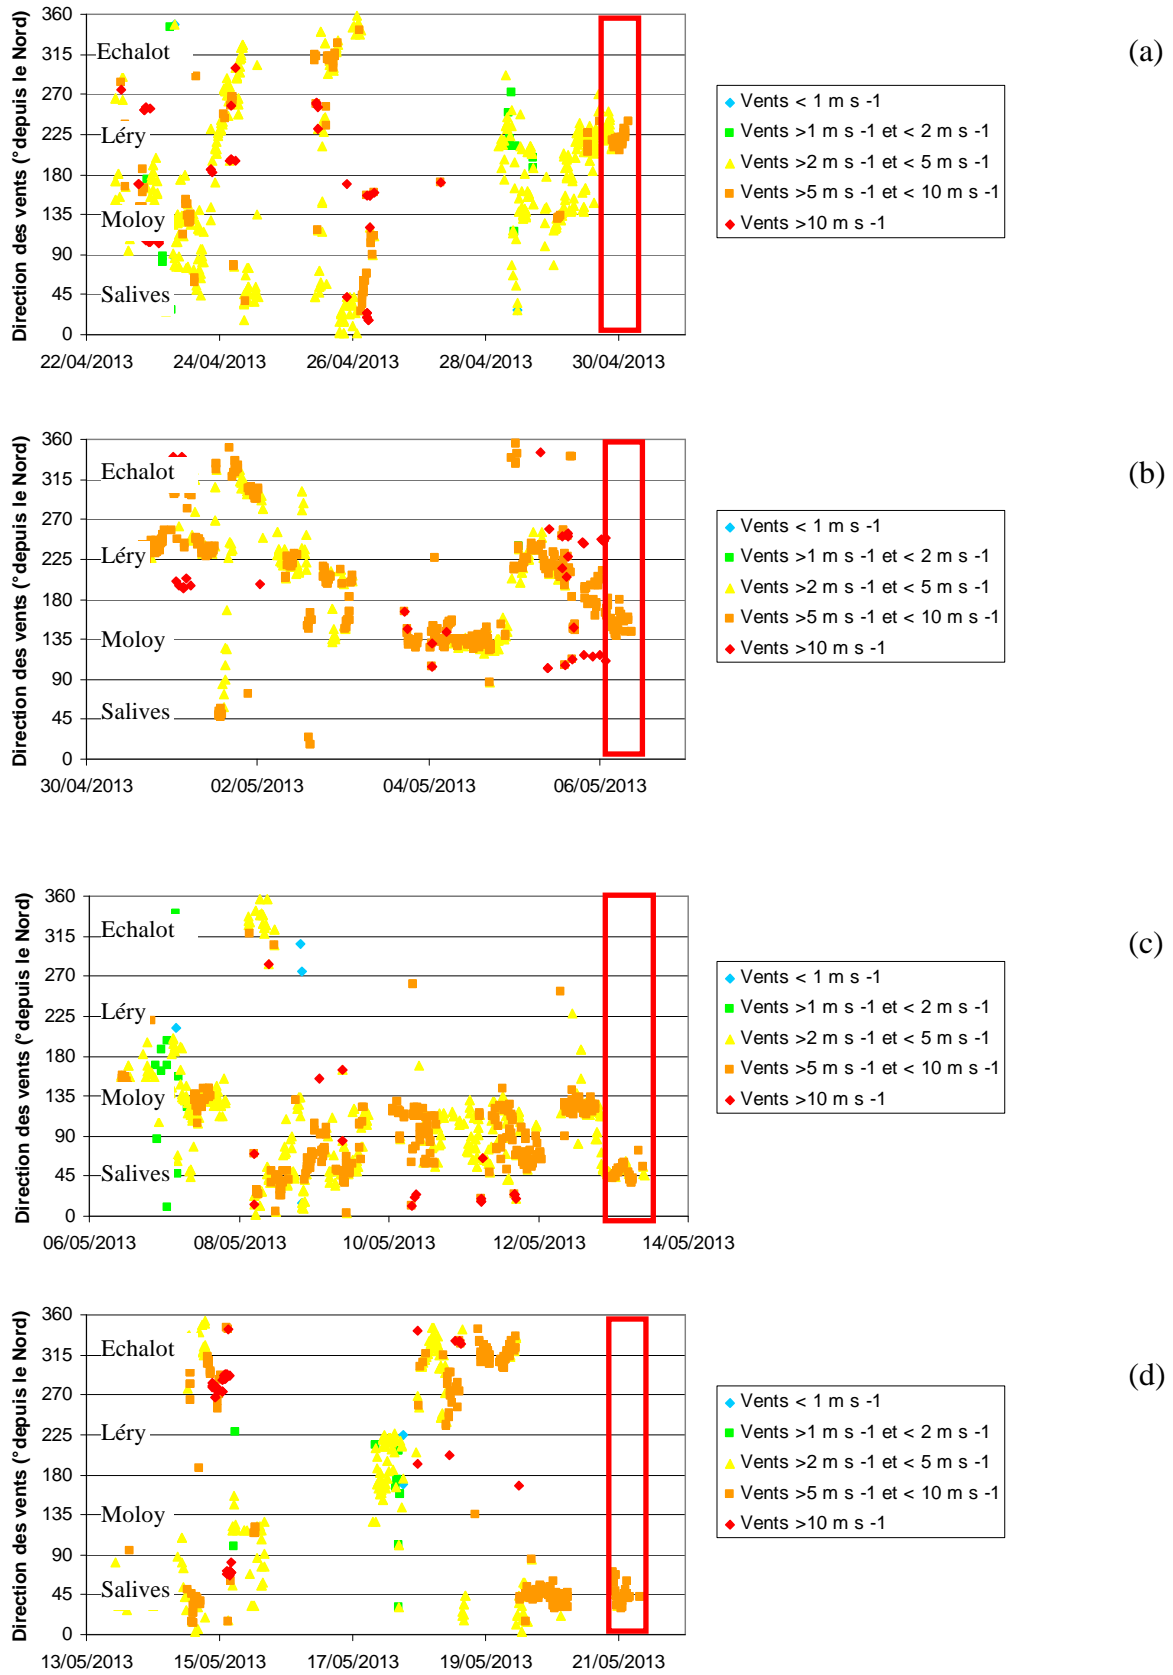 (a)
Direction des vents (°depuis le Nord)
360
315
270
225
180
135
90
45
0
Echalot
Léry
Moloy
Salives
22/04/2013 24/04/2013 26/04/2013 28/04/2013 30/04/2013
Vents < 1 m s -1
Vents >1 m s -1 et < 2 m s -1
Vents >2 m s -1 et < 5 m s -1
Vents >5 m s -1 et < 10 m s -1
Vents >10 m s -1
(b)
Direction des vents (°depuis le Nord)
360
315
270
225
180
135
90
45
0
Echalot
Léry
Moloy
Salives
30/04/2013 02/05/2013 04/05/2013 06/05/2013
Vents < 1 m s -1
Vents >1 m s -1 et < 2 m s -1
Vents >2 m s -1 et < 5 m s -1
Vents >5 m s -1 et < 10 m s -1
Vents >10 m s -1
(c)
Direction des vents (°depuis le Nord)
360
315
270
225
180
135
90
45
0
Echalot
Léry
Moloy
Salives
06/05/2013 08/05/2013 10/05/2013 12/05/2013 14/05/2013
Vents < 1 m s -1
Vents >1 m s -1 et < 2 m s -1
Vents >2 m s -1 et < 5 m s -1
Vents >5 m s -1 et < 10 m s -1
Vents >10 m s -1
(d)
Direction des vents (°depuis le Nord)
360
315
270
225
180
135
90
45
0
Echalot
Léry
Moloy
Salives
13/05/2013 15/05/2013 17/05/2013 19/05/2013 21/05/2013
Vents < 1 m s -1
Vents >1 m s -1 et < 2 m s -1
Vents >2 m s -1 et < 5 m s -1
Vents >5 m s -1 et < 10 m s -1
Vents >10 m s -1